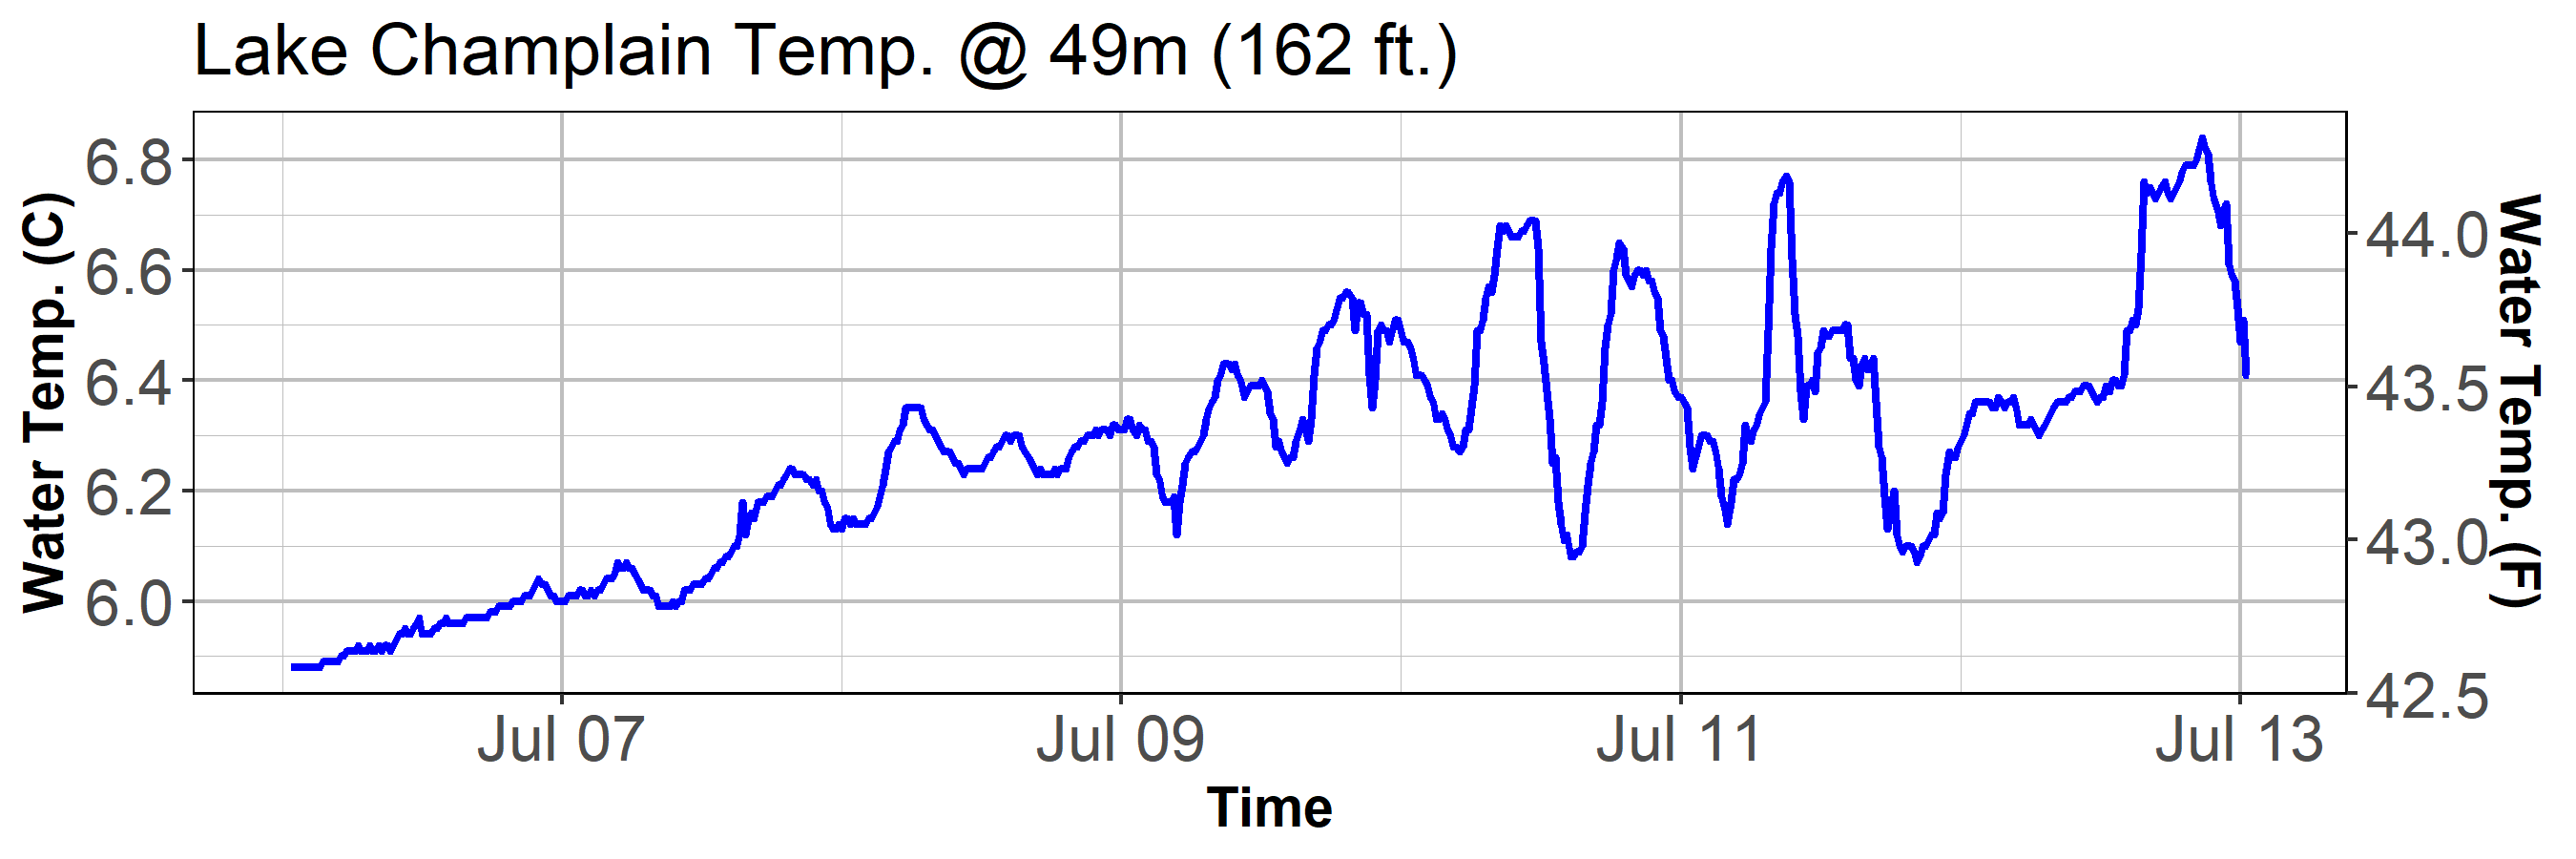 Lake Champlain Temp. @ 49m (162 ft.)
Water Temp. (C)
6.8
6.6
6.4
6.2
6.0
44.0
43.5
43.0
42.5
Water Temp. (F)
Jul 07
Jul 09
Jul 11
Jul 13
Time